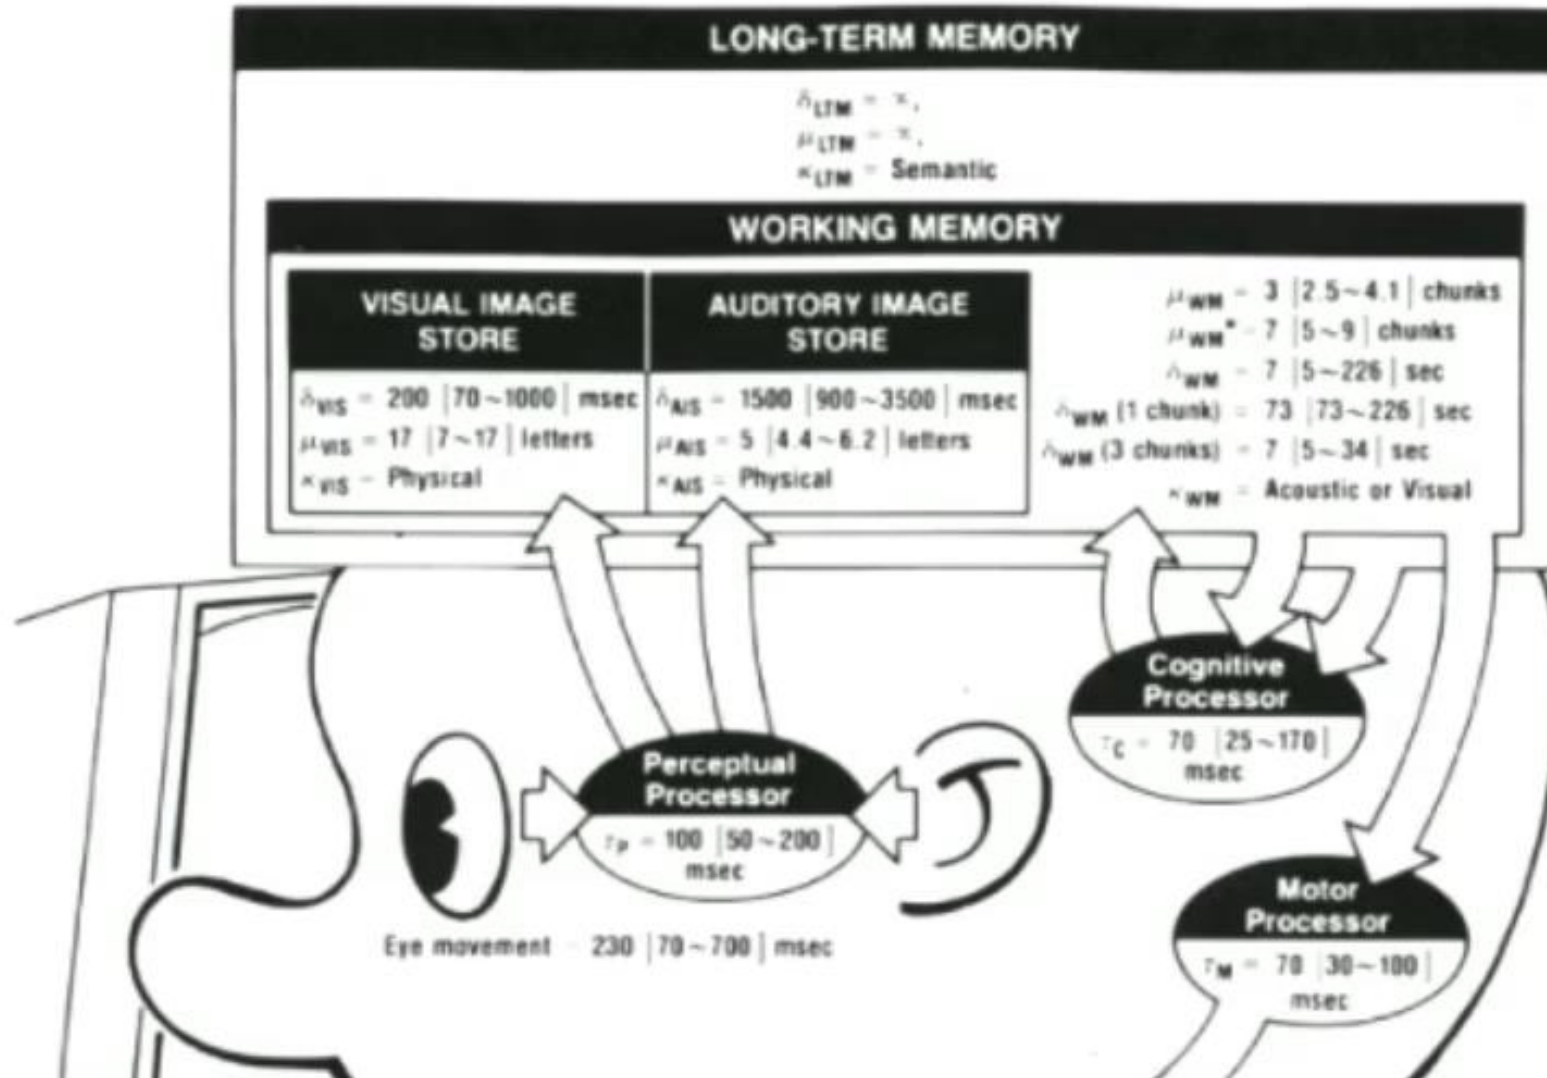 LONG-TERM MEMORY
δLTM = ∞,
μLTM = ∞,
κLTM = Semantic
WORKING MEMORY
VISUAL IMAGE
STORE
δVIS = 200 [70~1000] msec
μVIS = 17 [7~17] letters
κVIS = Physical
AUDITORY IMAGE
STORE
δAIS = 1500 [900~3500] msec
μAIS = 5 [4.4~6.2] letters
κAIS = Physical
μWM = 3 [2.5~4.1] chunks
μWM* = 7 [5~9] chunks
δWM = 7 [5~226] sec
δWM (1 chunk) = 73 [73~226] sec
δWM (3 chunks) = 7 [5~34] sec
κWM = Acoustic or Visual
Cognitive
Processor
τC = 70 [25~170]
msec
Perceptual
Processor
τP = 100 [50~200]
msec
Eye movement = 230 [70~700] msec
Motor
Processor
τM = 70 [30~100]
msec